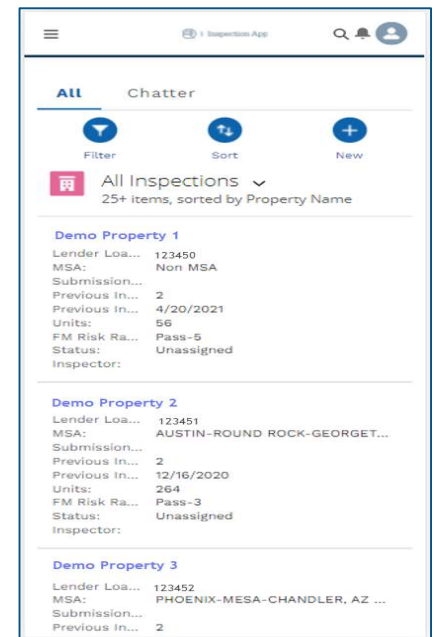 Inspection App
All Chatter
Filter Sort New
All Inspections
25+ items, sorted by Property Name
Demo Property 1
Lender Loa... 123450
MSA: Non MSA
Submission...
Previous In... 2
Previous In... 4/20/2021
Units: 56
FM Risk Ra... Pass-5
Status: Unassigned
Inspector:
Demo Property 2
Lender Loa... 123451
MSA: AUSTIN-ROUND ROCK-GEORGET...
Submission...
Previous In... 2
Previous In... 12/16/2020
Units: 264
FM Risk Ra... Pass-3
Status: Unassigned
Inspector:
Demo Property 3
Lender Loa... 123452
MSA: PHOENIX-MESA-CHANDLER, AZ ...
Submission...
Previous In... 2